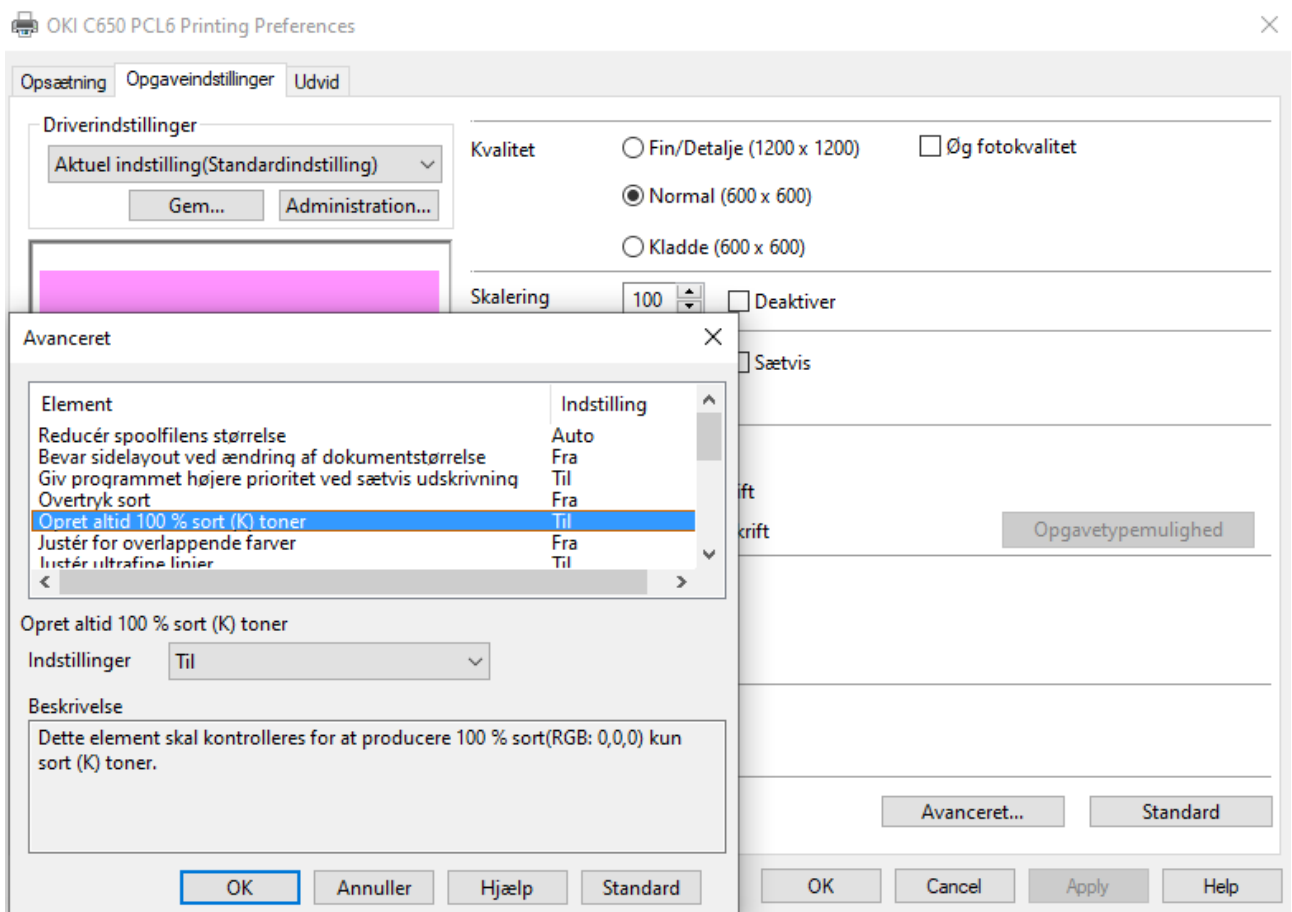 OKI C650 PCL6 Printing Preferences
Opsætning Opgaveindstillinger Udvid
Driverindstillinger
Aktuel indstilling(Standardindstilling)
Gem... Administration...
Kvalitet
Fin/Detalje (1200 x 1200) Øg fotokvalitet
Normal (600 x 600)
Kladde (600 x 600)
Skalering 100 Deaktiver
Sætvis
Opgavetypemulighed
Avanceret... Standard
OK Cancel Apply Help
Avanceret
Element Indstilling
Reducér spoolfilens størrelse Auto
Bevar sidelayout ved ændring af dokumentstørrelse Fra
Giv programmet højere prioritet ved sætvis udskrivning Til
Overtryk sort Fra
Opret altid 100 % sort (K) toner Til
Justér for overlappende farver Fra
Justér ultrafine linjer Til
Opret altid 100 % sort (K) toner
Indstillinger Til
Beskrivelse
Dette element skal kontrolleres for at producere 100 % sort(RGB: 0,0,0) kun
sort (K) toner.
OK Annuller Hjælp Standard